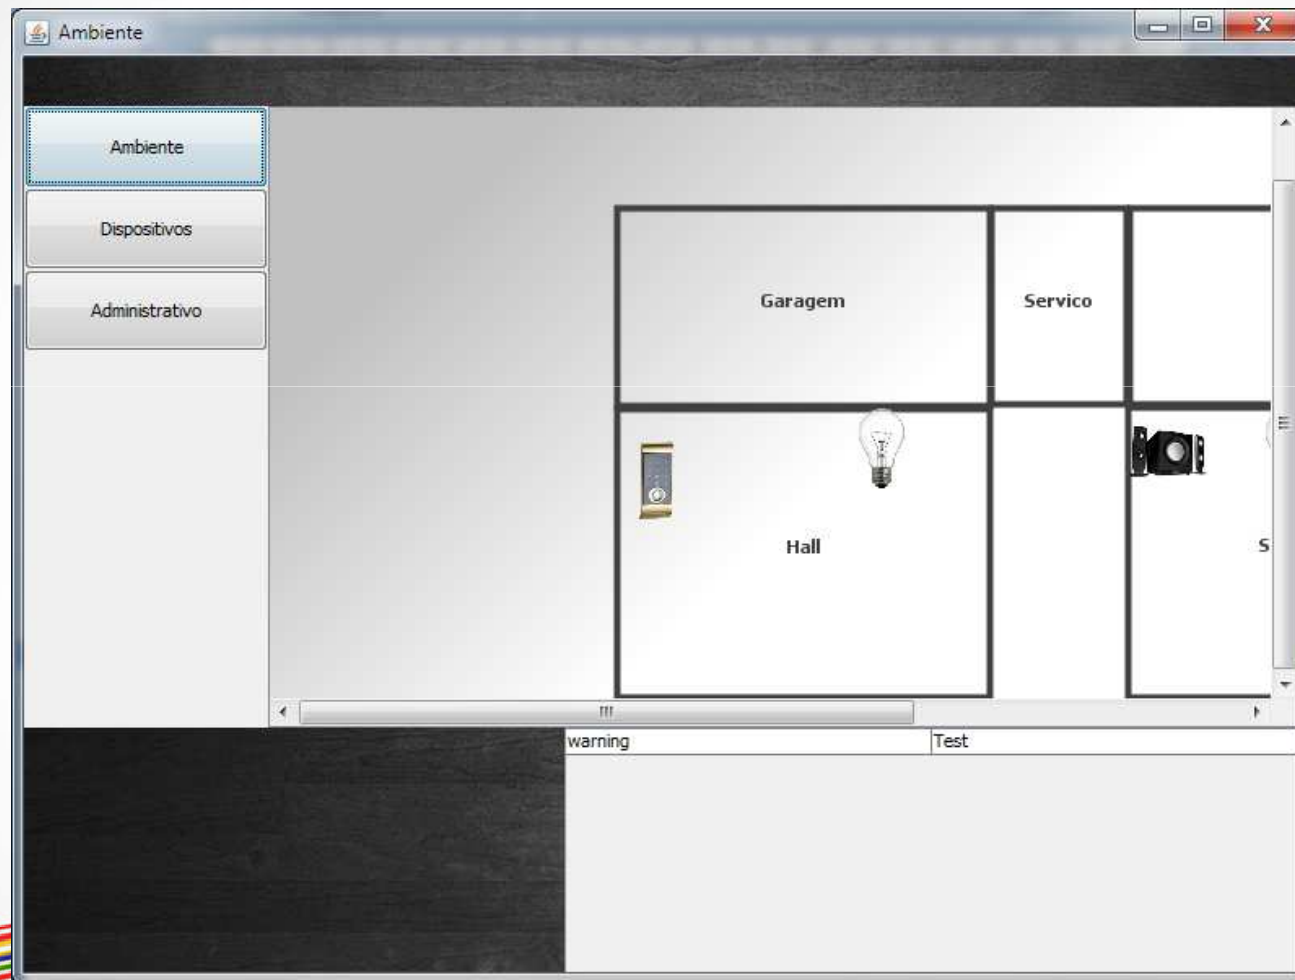 Ambiente
Ambiente
Dispositivos
Administrativo
Garagem
Servico
Hall
S
warning
Test